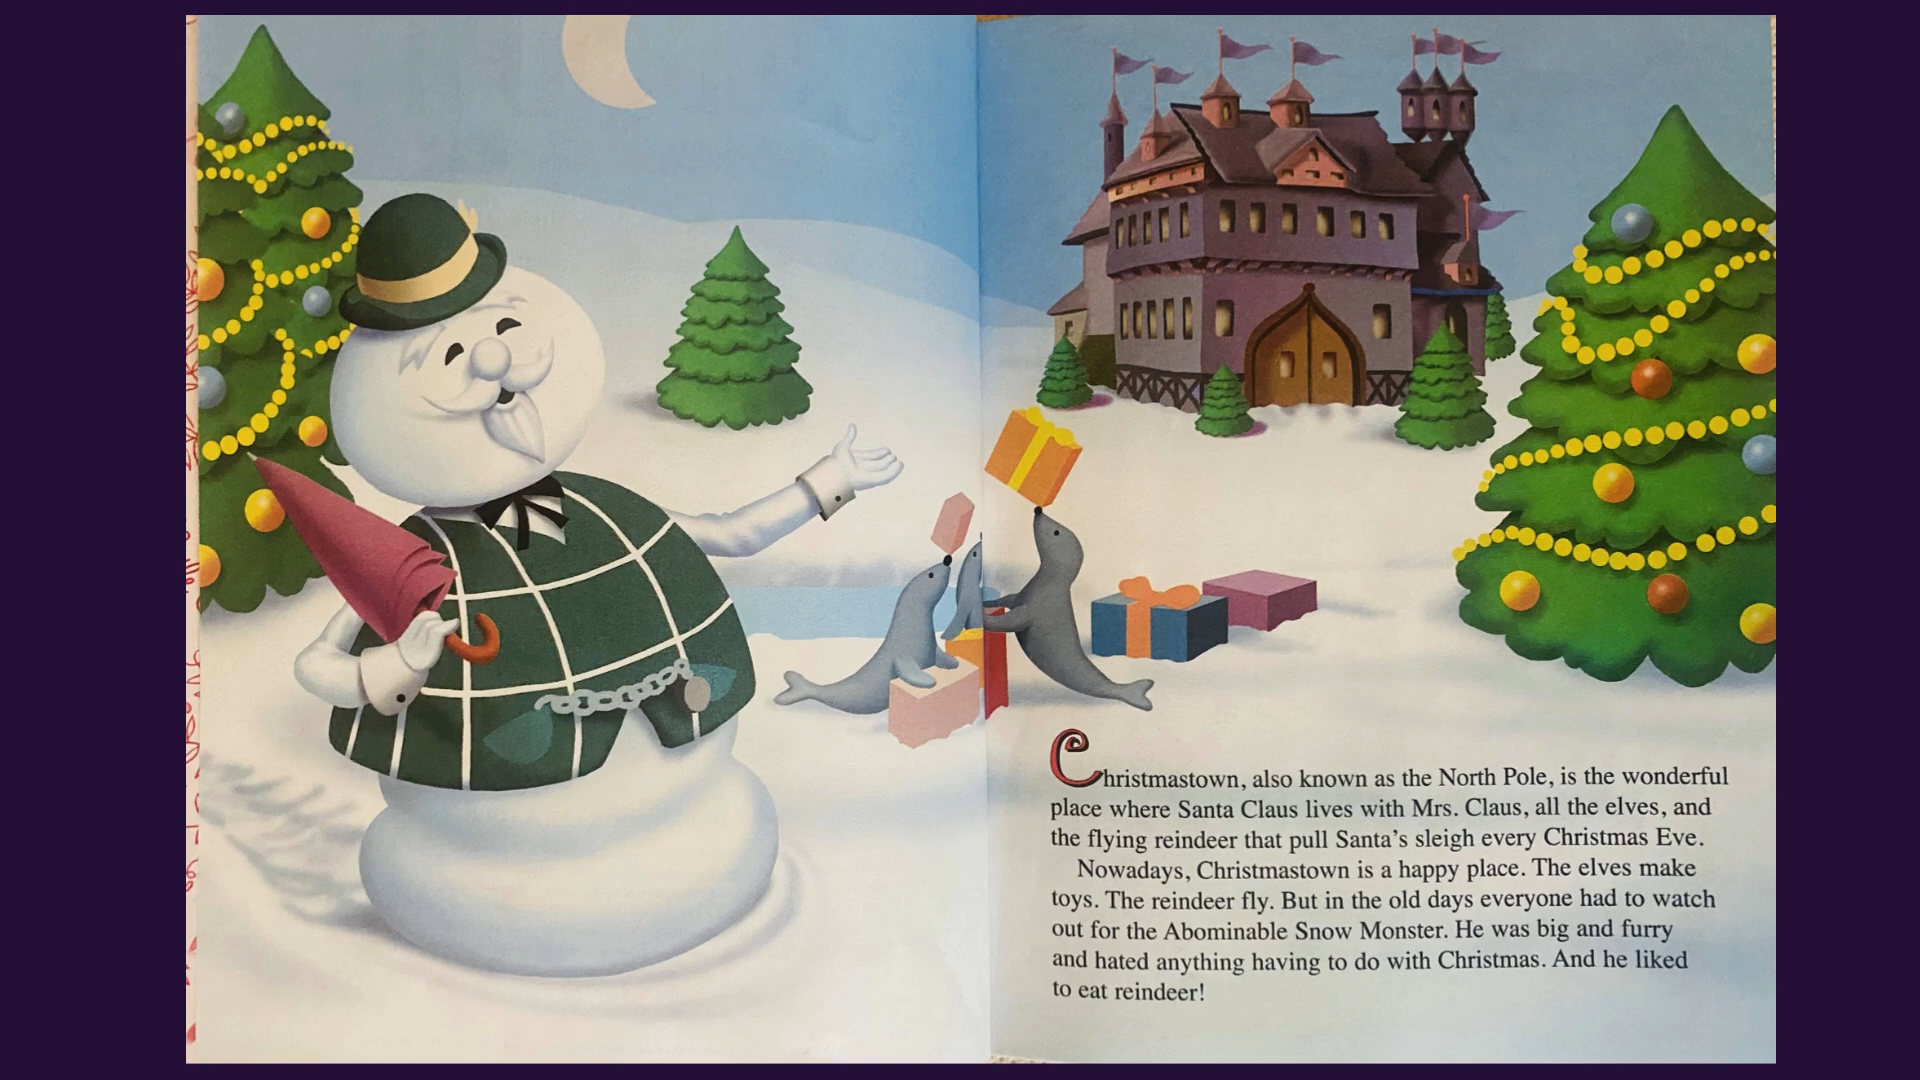 Christmastown, also known as the North Pole, is the wonderful
place where Santa Claus lives with Mrs. Claus, all the elves, and
the flying reindeer that pull Santa's sleigh every Christmas Eve.
Nowadays, Christmastown is a happy place. The elves make
toys. The reindeer fly. But in the old days everyone had to watch
out for the Abominable Snow Monster. He was big and furry
and hated anything having to do with Christmas. And he liked
to eat reindeer!